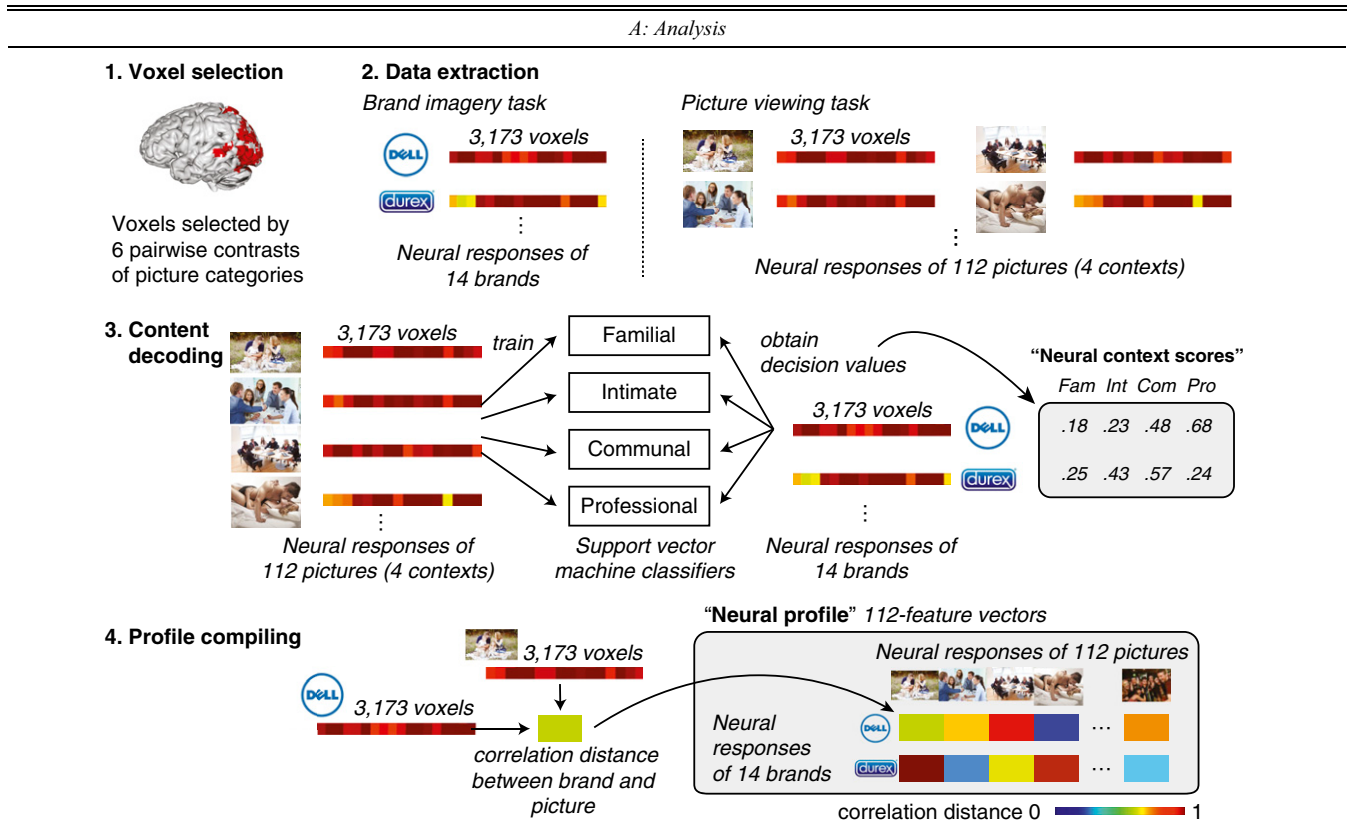 A: Analysis
1. Voxel selection
Voxels selected by
6 pairwise contrasts
of picture categories
2. Data extraction
Brand imagery task
3,173 voxels
DELL
durex
⋮
Neural responses of
14 brands
Picture viewing task
3,173 voxels
⋮
Neural responses of 112 pictures (4 contexts)
3. Content
decoding
3,173 voxels
train
⋮
Neural responses of
112 pictures (4 contexts)
Familial
Intimate
Communal
Professional
Support vector
machine classifiers
obtain
decision values
3,173 voxels
DELL
durex
⋮
Neural responses of
14 brands
“Neural context scores”
Fam Int Com Pro
.18 .23 .48 .68
.25 .43 .57 .24
4. Profile compiling
DELL
3,173 voxels
3,173 voxels
correlation distance
between brand and
picture
“Neural profile” 112-feature vectors
Neural responses of 112 pictures
Neural
responses
of 14 brands
DELL
...
durex
...
correlation distance 0 1